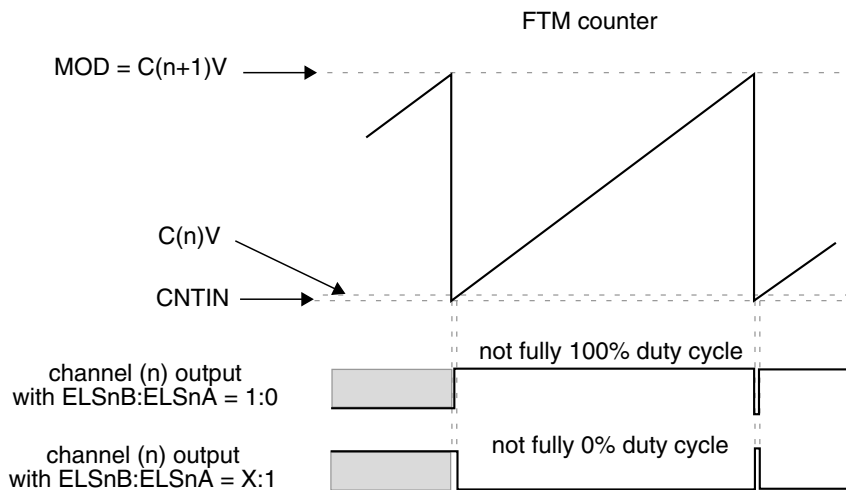 FTM counter
MOD = C(n+1)V
C(n)V
CNTIN
not fully 100% duty cycle
channel (n) output
with ELSnB:ELSnA = 1:0
not fully 0% duty cycle
channel (n) output
with ELSnB:ELSnA = X:1